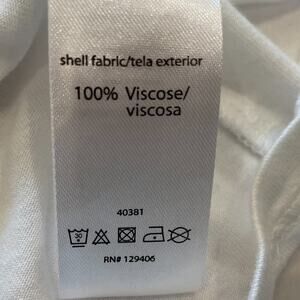 shell fabric/tela exterior
100% Viscose/
viscosa
40381
30
RN# 129406